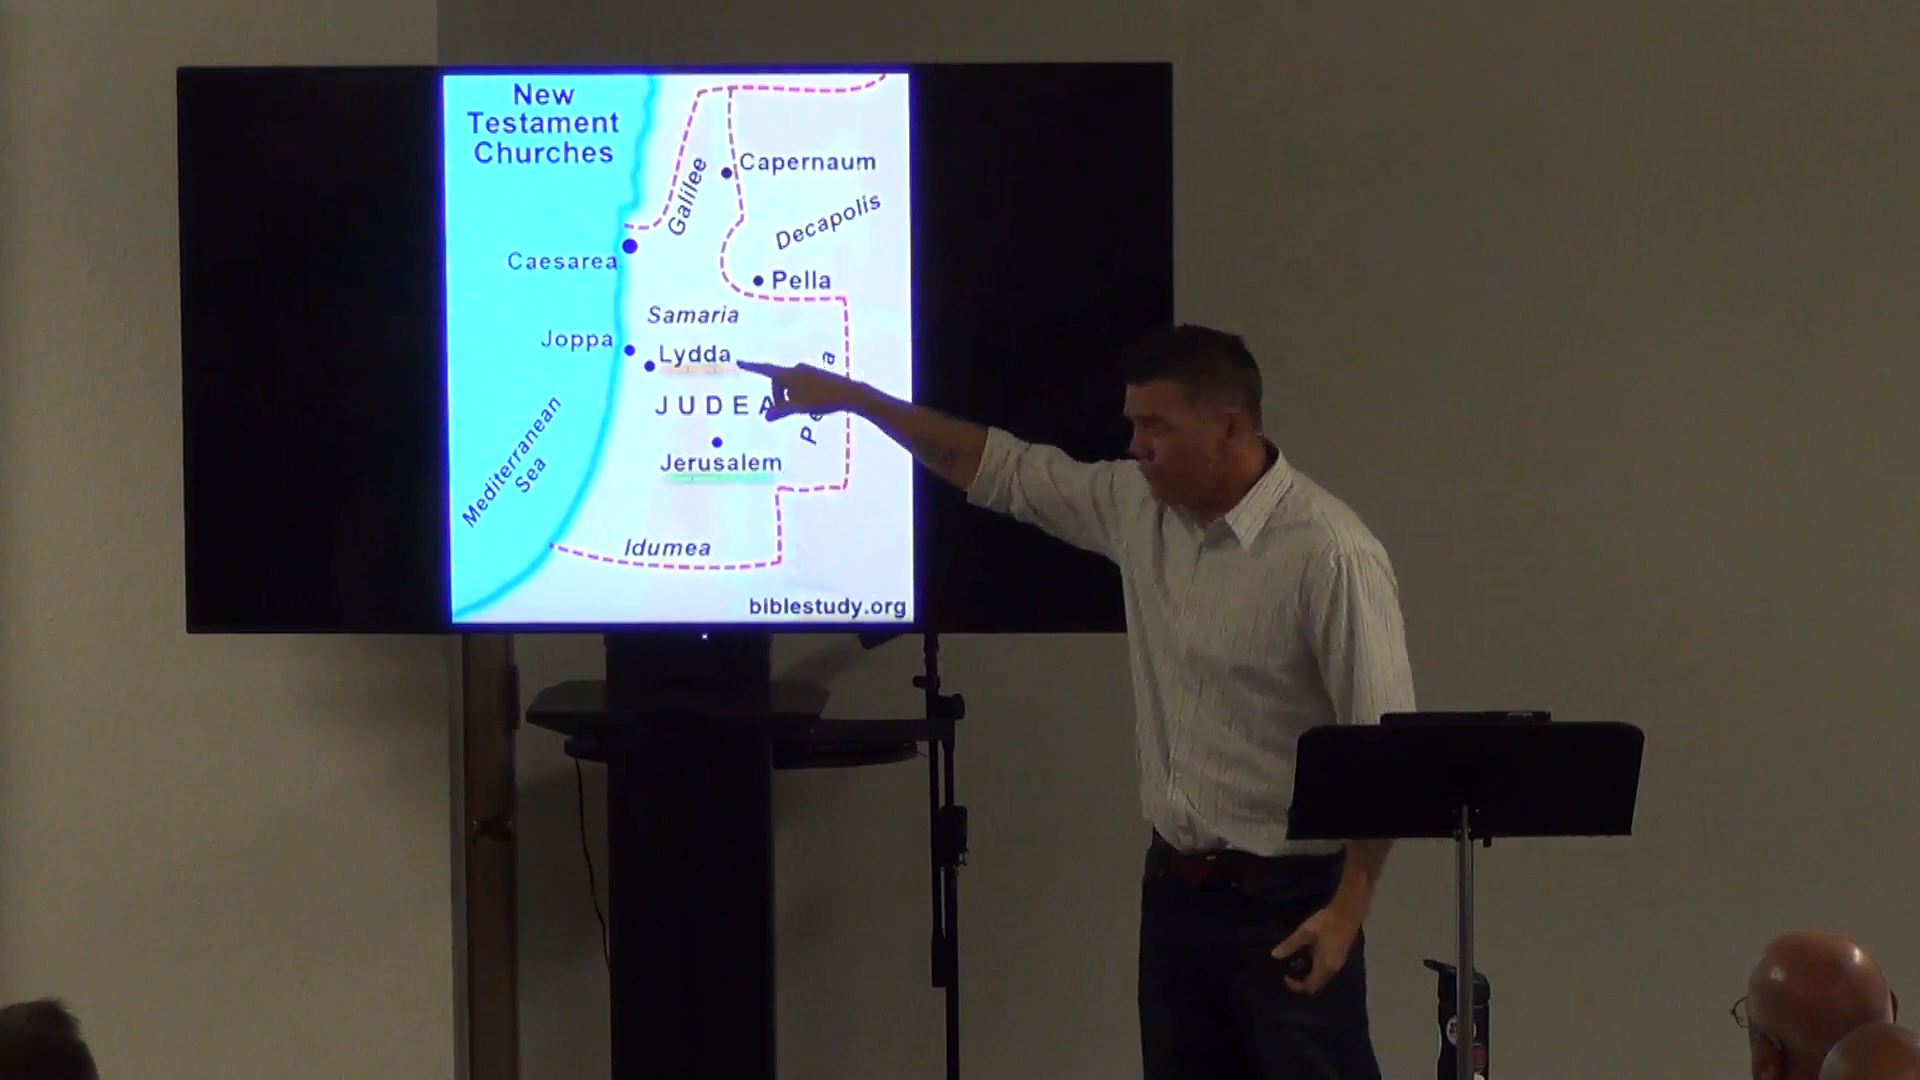 New
Testament
Churches
Capernaum
Galilee
Decapolis
Caesarea
Pella
Samaria
Joppa
Lydda
JUDEA
Mediterranean
Sea
Jerusalem
Idumea
biblestudy.org